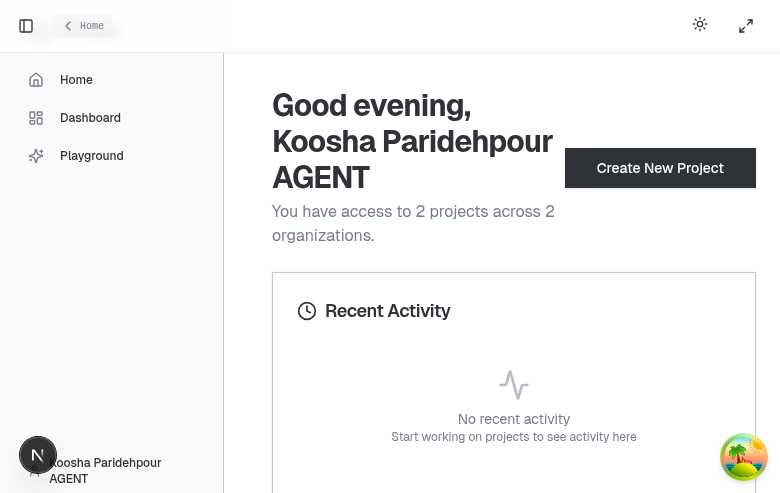 Home
Home
Dashboard
Playground
Good evening,
Koosha Paridehpour
AGENT
You have access to 2 projects across 2
organizations.
Create New Project
Recent Activity
No recent activity
Start working on projects to see activity here
N
Koosha Paridehpour
AGENT